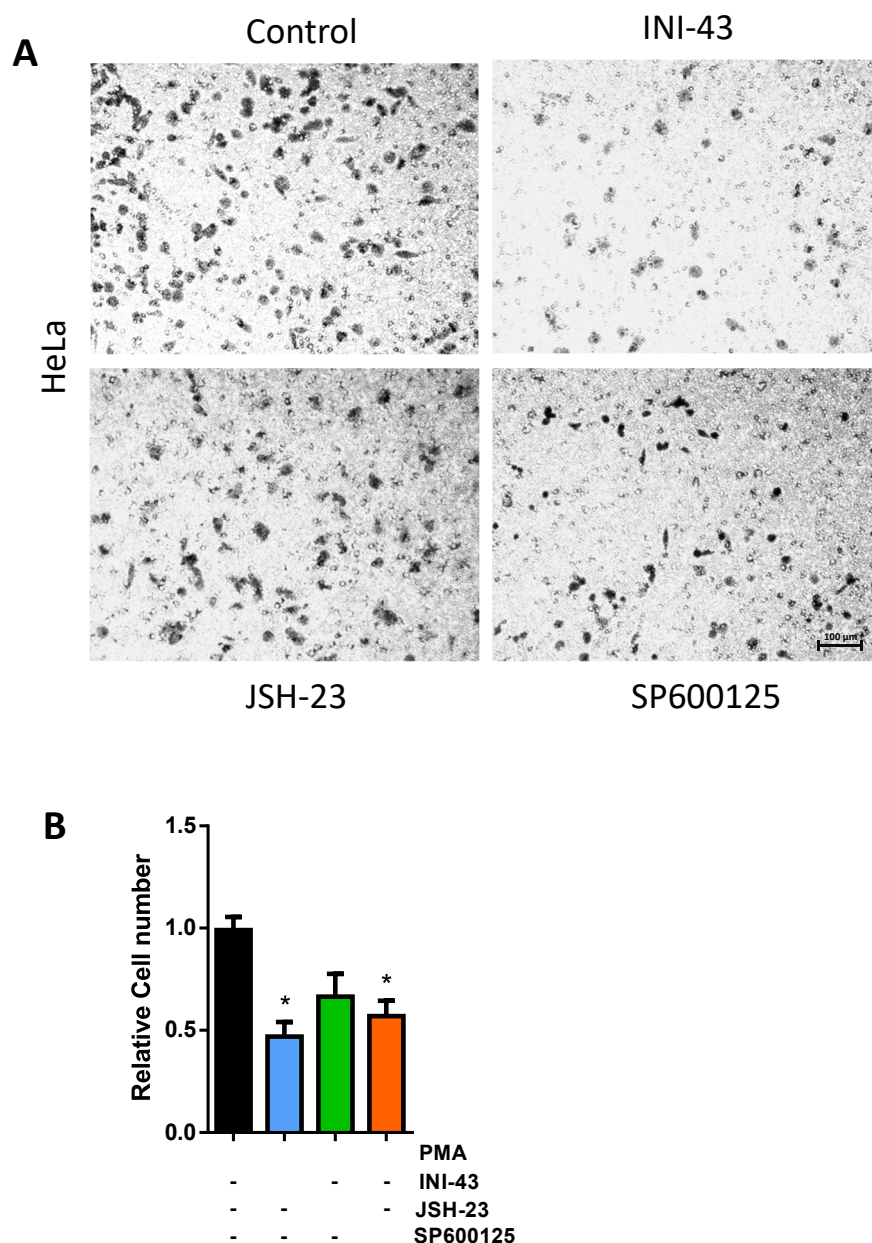 A
Control INI-43
HeLa
100 µm
JSH-23 SP600125
B
Relative Cell number
1.5
1.0
0.5
0.0
* *
PMA
- - - INI-43
- - - JSH-23
- - - SP600125